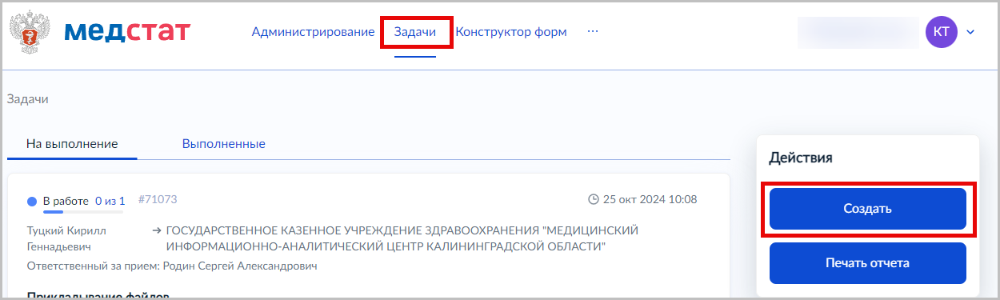 медстат
Администрирование Задачи Конструктор форм ...
КТ
Задачи
На выполнение Выполненные
В работе 0 из 1 #71073 25 окт 2024 10:08
Туцкий Кирилл Геннадьевич
→ ГОСУДАРСТВЕННОЕ КАЗЕННОЕ УЧРЕЖДЕНИЕ ЗДРАВООХРАНЕНИЯ "МЕДИЦИНСКИЙ
ИНФОРМАЦИОННО-АНАЛИТИЧЕСКИЙ ЦЕНТР КАЛИНИНГРАДСКОЙ ОБЛАСТИ"
Ответственный за прием: Родин Сергей Александрович
Прикладывание файлов
Действия
Создать
Печать отчета